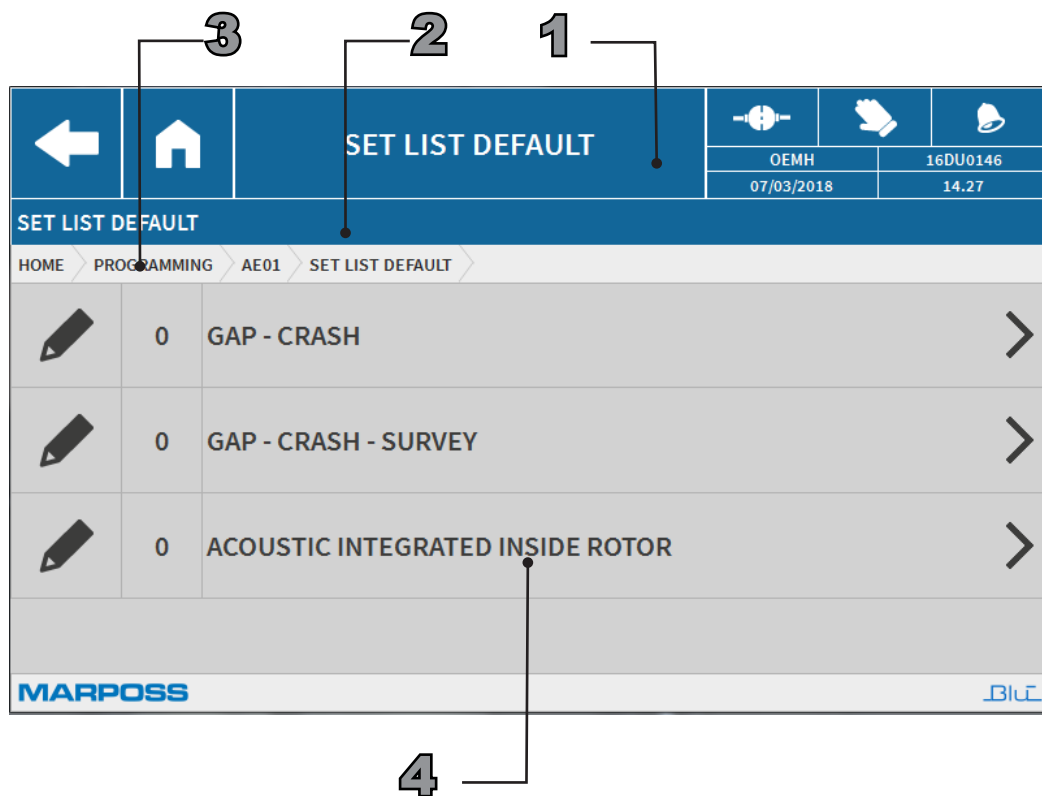 3 2 1
SET LIST DEFAULT
OEMH 16DU0146
07/03/2018 14.27
SET LIST DEFAULT
HOME PROGRAMMING AE01 SET LIST DEFAULT
0 GAP - CRASH
0 GAP - CRASH - SURVEY
0 ACOUSTIC INTEGRATED INSIDE ROTOR
MARPOSS BLÚ
4